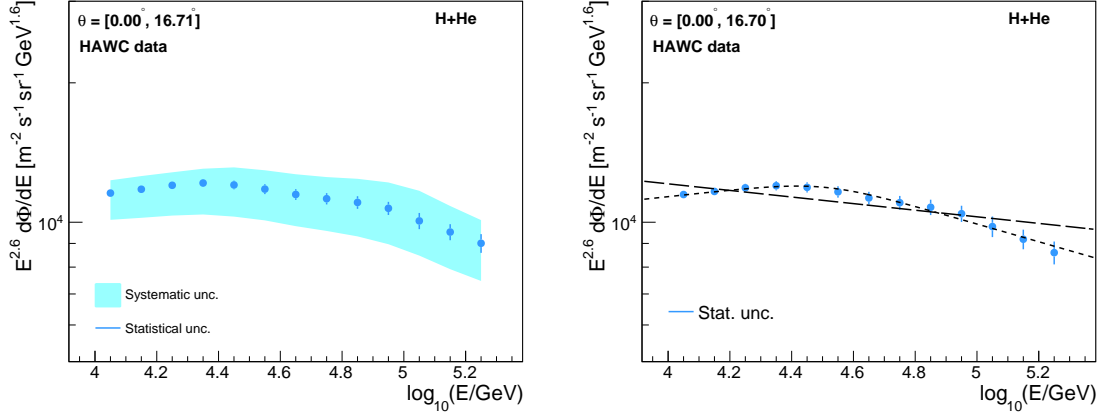 E^2.6 dΦ/dE [m^-2 s^-1 sr^-1 GeV^1.6]
θ = [0.00°, 16.71°]
H+He
HAWC data
10^4
Systematic unc.
Statistical unc.
4 4.2 4.4 4.6 4.8 5 5.2
log_10(E/GeV)
E^2.6 dΦ/dE [m^-2 s^-1 sr^-1 GeV^1.6]
θ = [0.00°, 16.70°]
H+He
HAWC data
10^4
Stat. unc.
4 4.2 4.4 4.6 4.8 5 5.2
log_10(E/GeV)